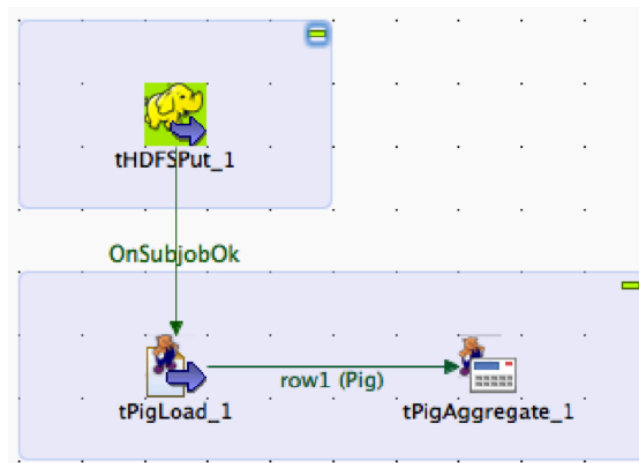 tHDFSPut_1
OnSubjobOk
row1 (Pig)
tPigLoad_1
tPigAggregate_1